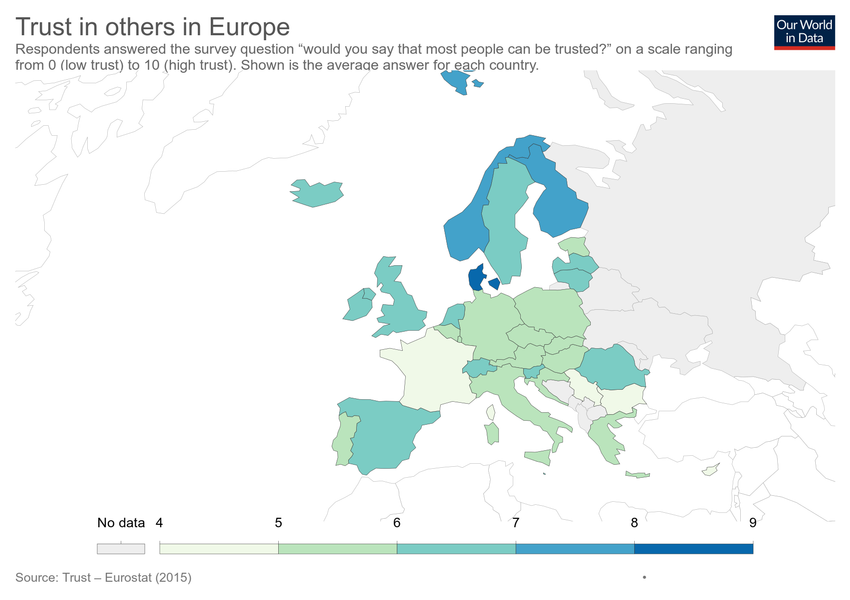 Trust in others in Europe
Our World
in Data
Respondents answered the survey question “would you say that most people can be trusted?” on a scale ranging
from 0 (low trust) to 10 (high trust). Shown is the average answer for each country.
No data 4 5 6 7 8 9
Source: Trust – Eurostat (2015)